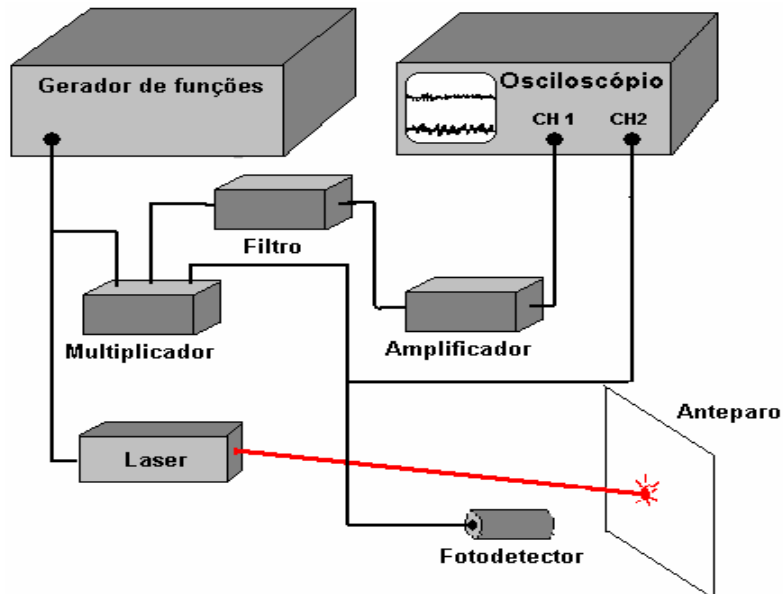 Gerador de funções
Osciloscópio
CH 1
CH2
Filtro
Multiplicador
Amplificador
Anteparo
Laser
Fotodetector